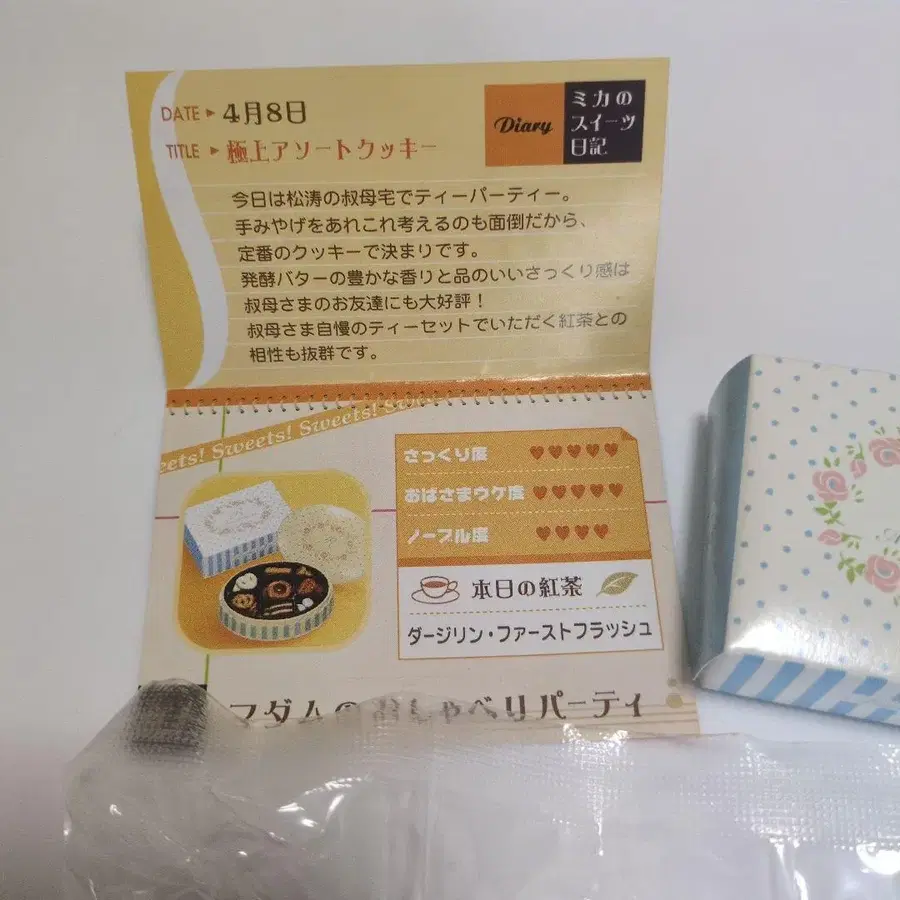 DATE ▶ 4月8日
TITLE ▶ 極上アソートクッキー
Diary
ミカの
スイーツ
日記
今日は松涛の叔母宅でティーパーティー。
手みやげをあれこれ考えるのも面倒だから、
定番のクッキーで決まりです。
発酵バターの豊かな香りと品のいいさっくり感は
叔母さまのお友達にも大好評！
叔母さま自慢のティーセットでいただく紅茶との
相性も抜群です。
eets! Sweets! Sweets! Sw
さっくり度 ♥♥♥♥♥
おばさまウケ度 ♥♥♥♥♥
ノーブル度 ♥♥♥♥
本日の紅茶
ダージリン・ファーストフラッシュ
マダムのおしゃべりパーティ